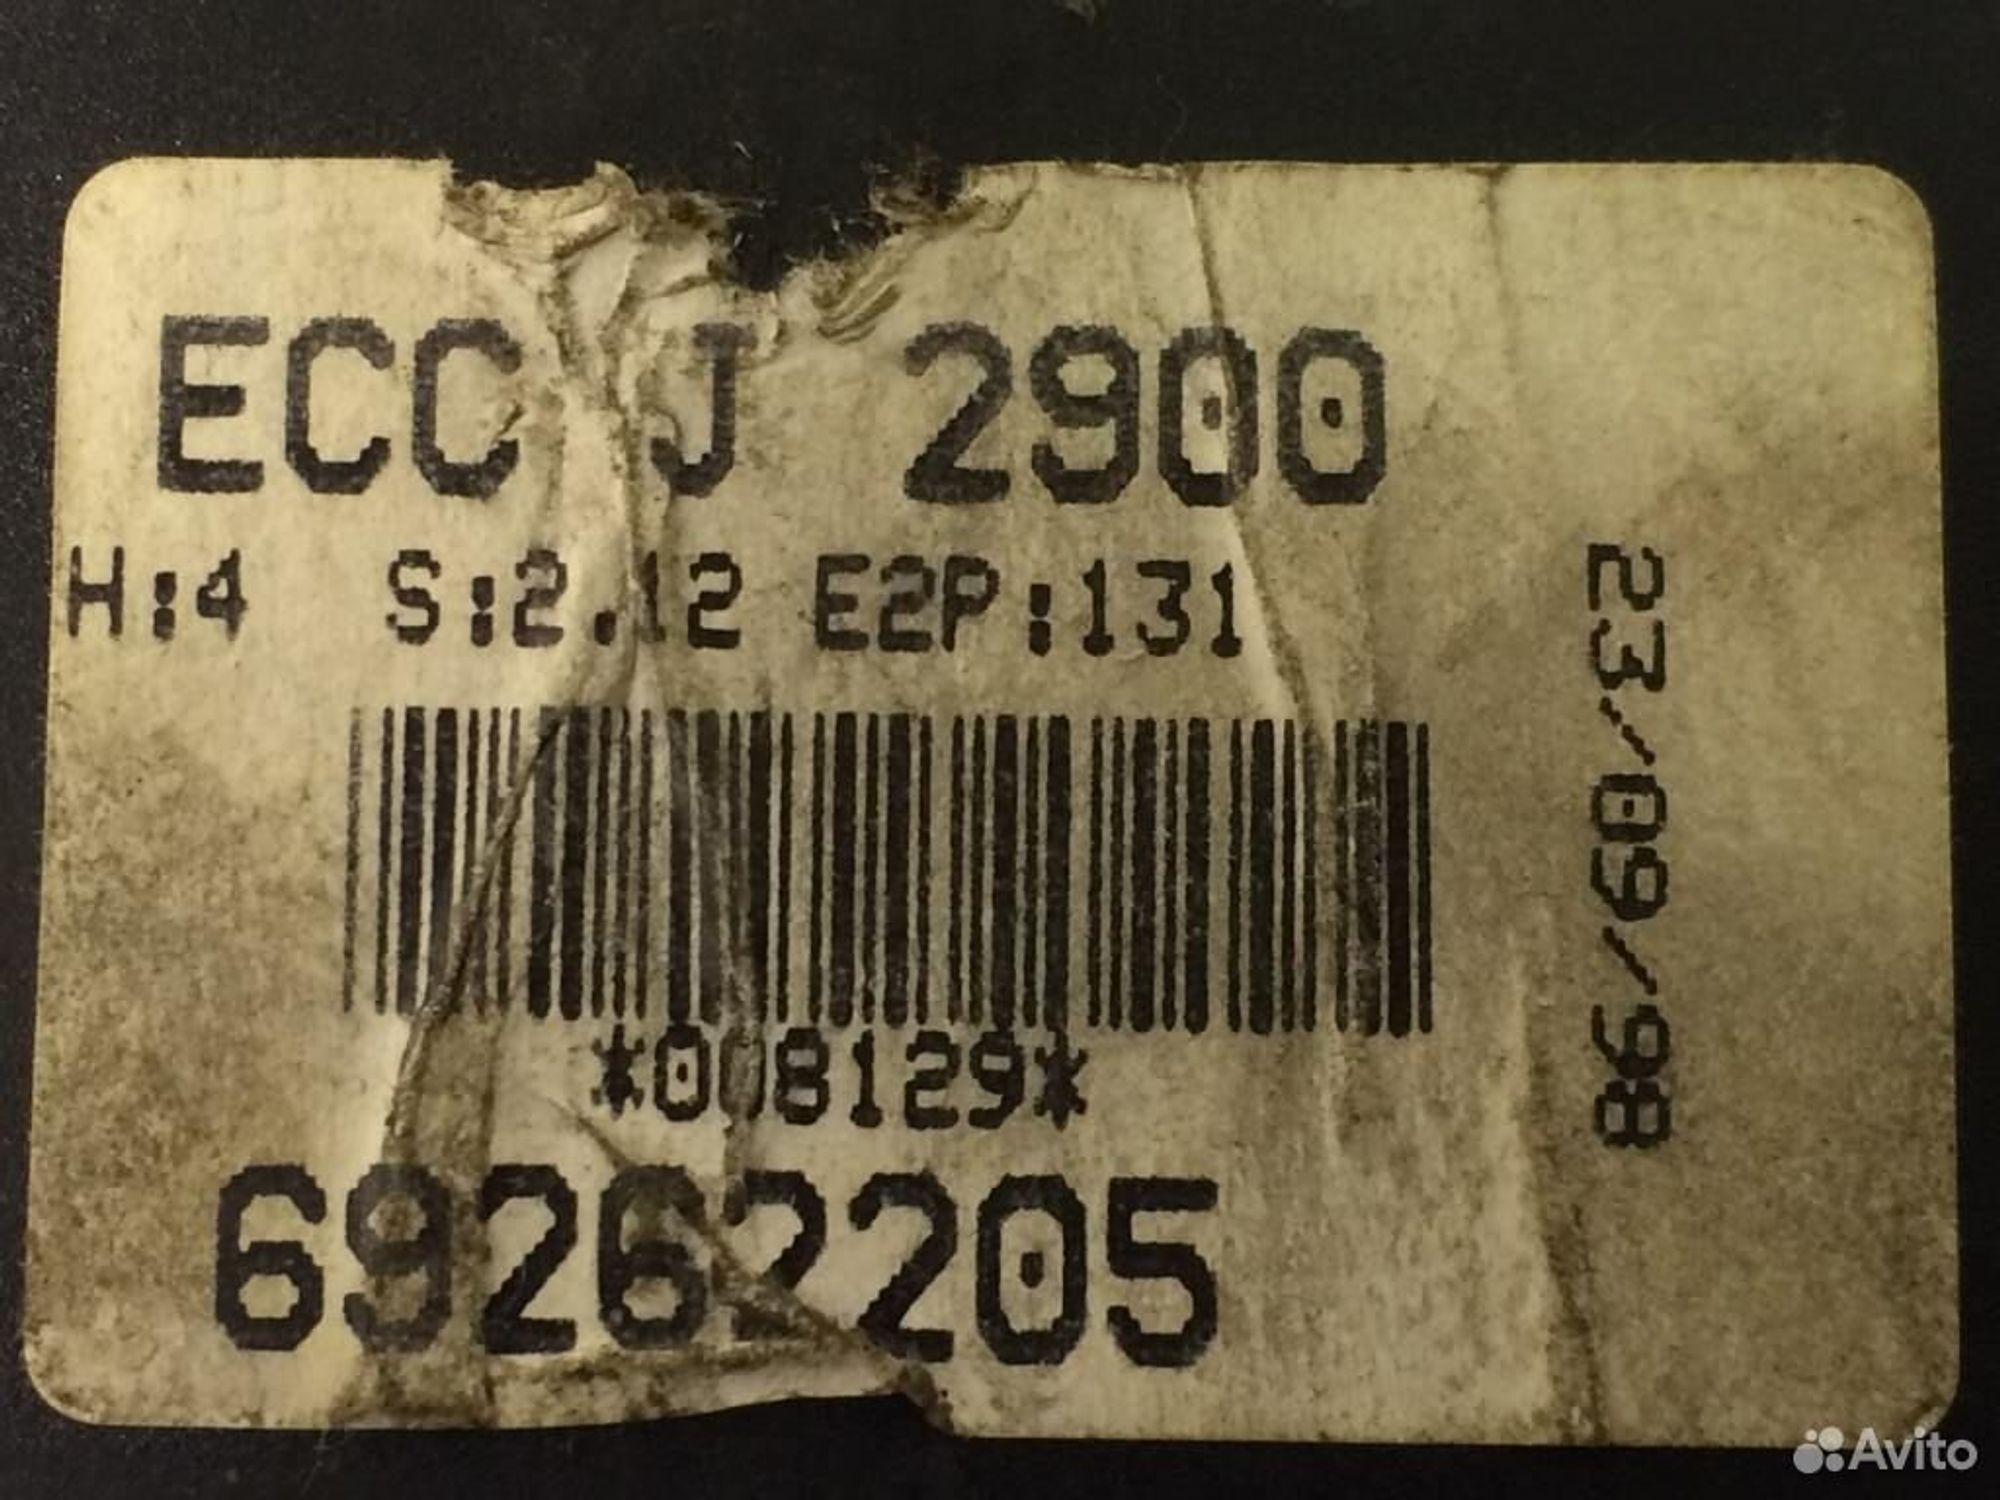 ECC J 2900
H:4 S:2.12 E2P:131
23/09/98
*008129*
69262205
Avito